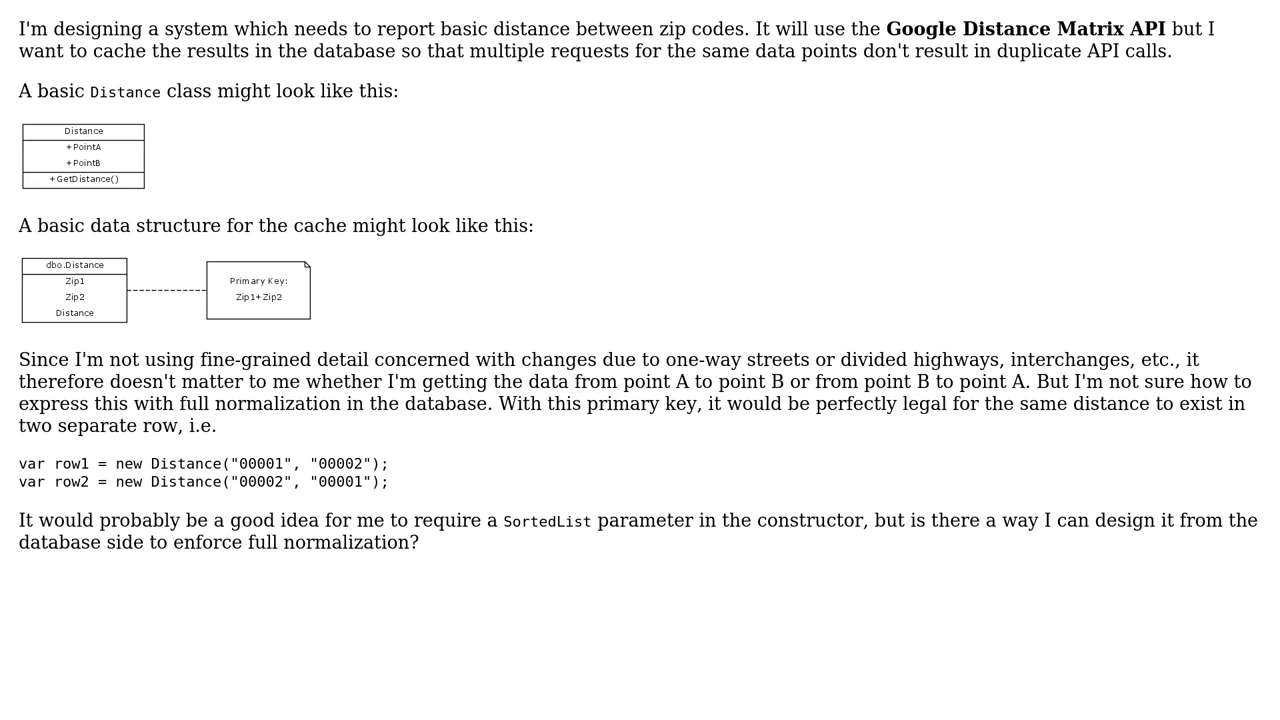 I'm designing a system which needs to report basic distance between zip codes. It will use the Google Distance Matrix API but I
want to cache the results in the database so that multiple requests for the same data points don't result in duplicate API calls.
A basic Distance class might look like this:
Distance
+PointA
+PointB
+GetDistance()
A basic data structure for the cache might look like this:
dbo.Distance
Zip1
Zip2
Distance
Primary Key:
Zip1+Zip2
Since I'm not using fine-grained detail concerned with changes due to one-way streets or divided highways, interchanges, etc., it
therefore doesn't matter to me whether I'm getting the data from point A to point B or from point B to point A. But I'm not sure how to
express this with full normalization in the database. With this primary key, it would be perfectly legal for the same distance to exist in
two separate row, i.e.
var row1 = new Distance("00001", "00002");
var row2 = new Distance("00002", "00001");
It would probably be a good idea for me to require a SortedList parameter in the constructor, but is there a way I can design it from the
database side to enforce full normalization?